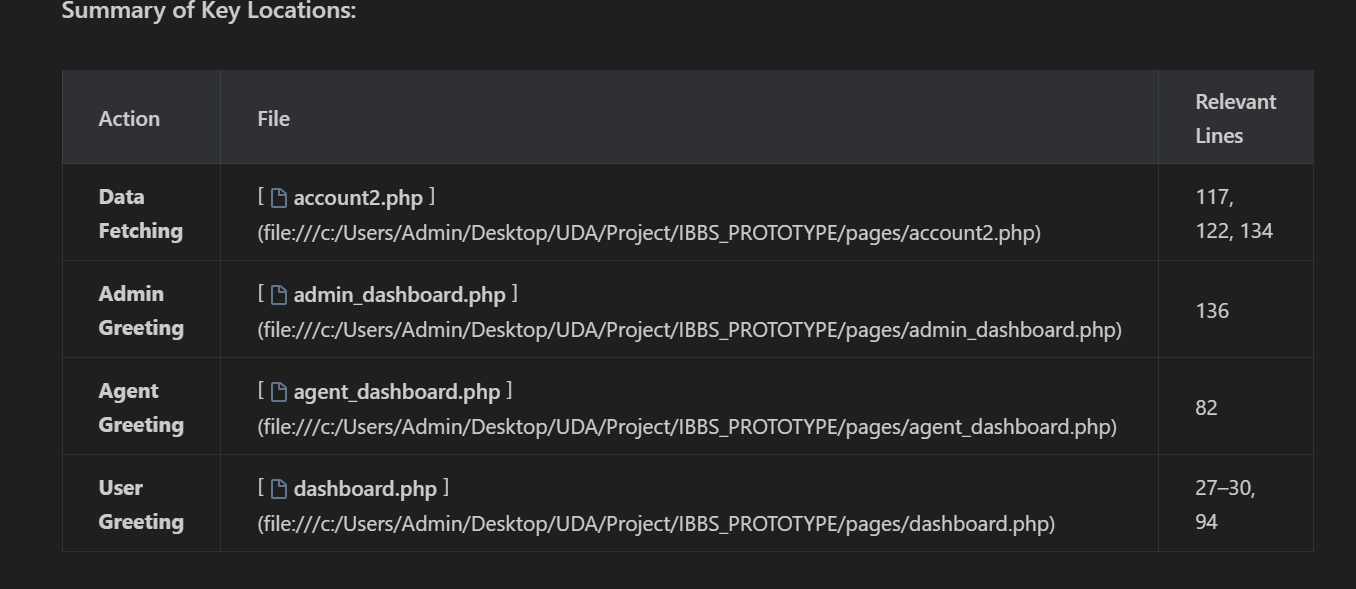 Summary of Key Locations:
Action
File
Relevant
Lines
Data
Fetching
[ account2.php ]
(file:///c:/Users/Admin/Desktop/UDA/Project/IBBS_PROTOTYPE/pages/account2.php)
117,
122, 134
Admin
Greeting
[ admin_dashboard.php ]
(file:///c:/Users/Admin/Desktop/UDA/Project/IBBS_PROTOTYPE/pages/admin_dashboard.php)
136
Agent
Greeting
[ agent_dashboard.php ]
(file:///c:/Users/Admin/Desktop/UDA/Project/IBBS_PROTOTYPE/pages/agent_dashboard.php)
82
User
Greeting
[ dashboard.php ]
(file:///c:/Users/Admin/Desktop/UDA/Project/IBBS_PROTOTYPE/pages/dashboard.php)
27–30,
94